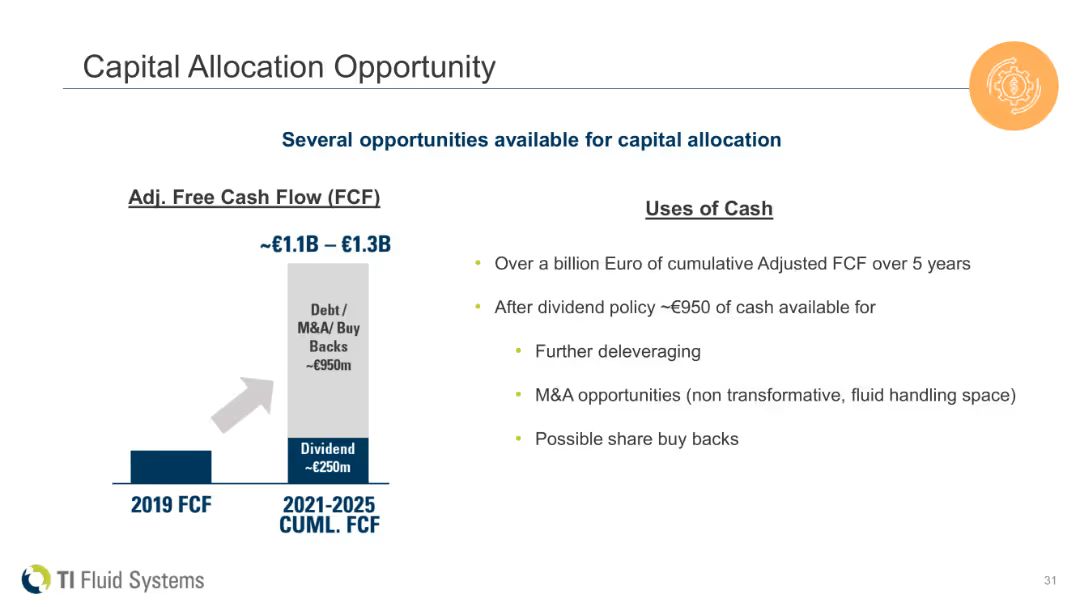 Capital Allocation Opportunity
Several opportunities available for capital allocation
Adj. Free Cash Flow (FCF)
~€1.1B – €1.3B
Debt /
M&A/ Buy
Backs
~€950m
Dividend
~€250m
2019 FCF
2021-2025
CUML. FCF
Uses of Cash
• Over a billion Euro of cumulative Adjusted FCF over 5 years
• After dividend policy ~€950 of cash available for
• Further deleveraging
• M&A opportunities (non transformative, fluid handling space)
• Possible share buy backs
TI Fluid Systems
31